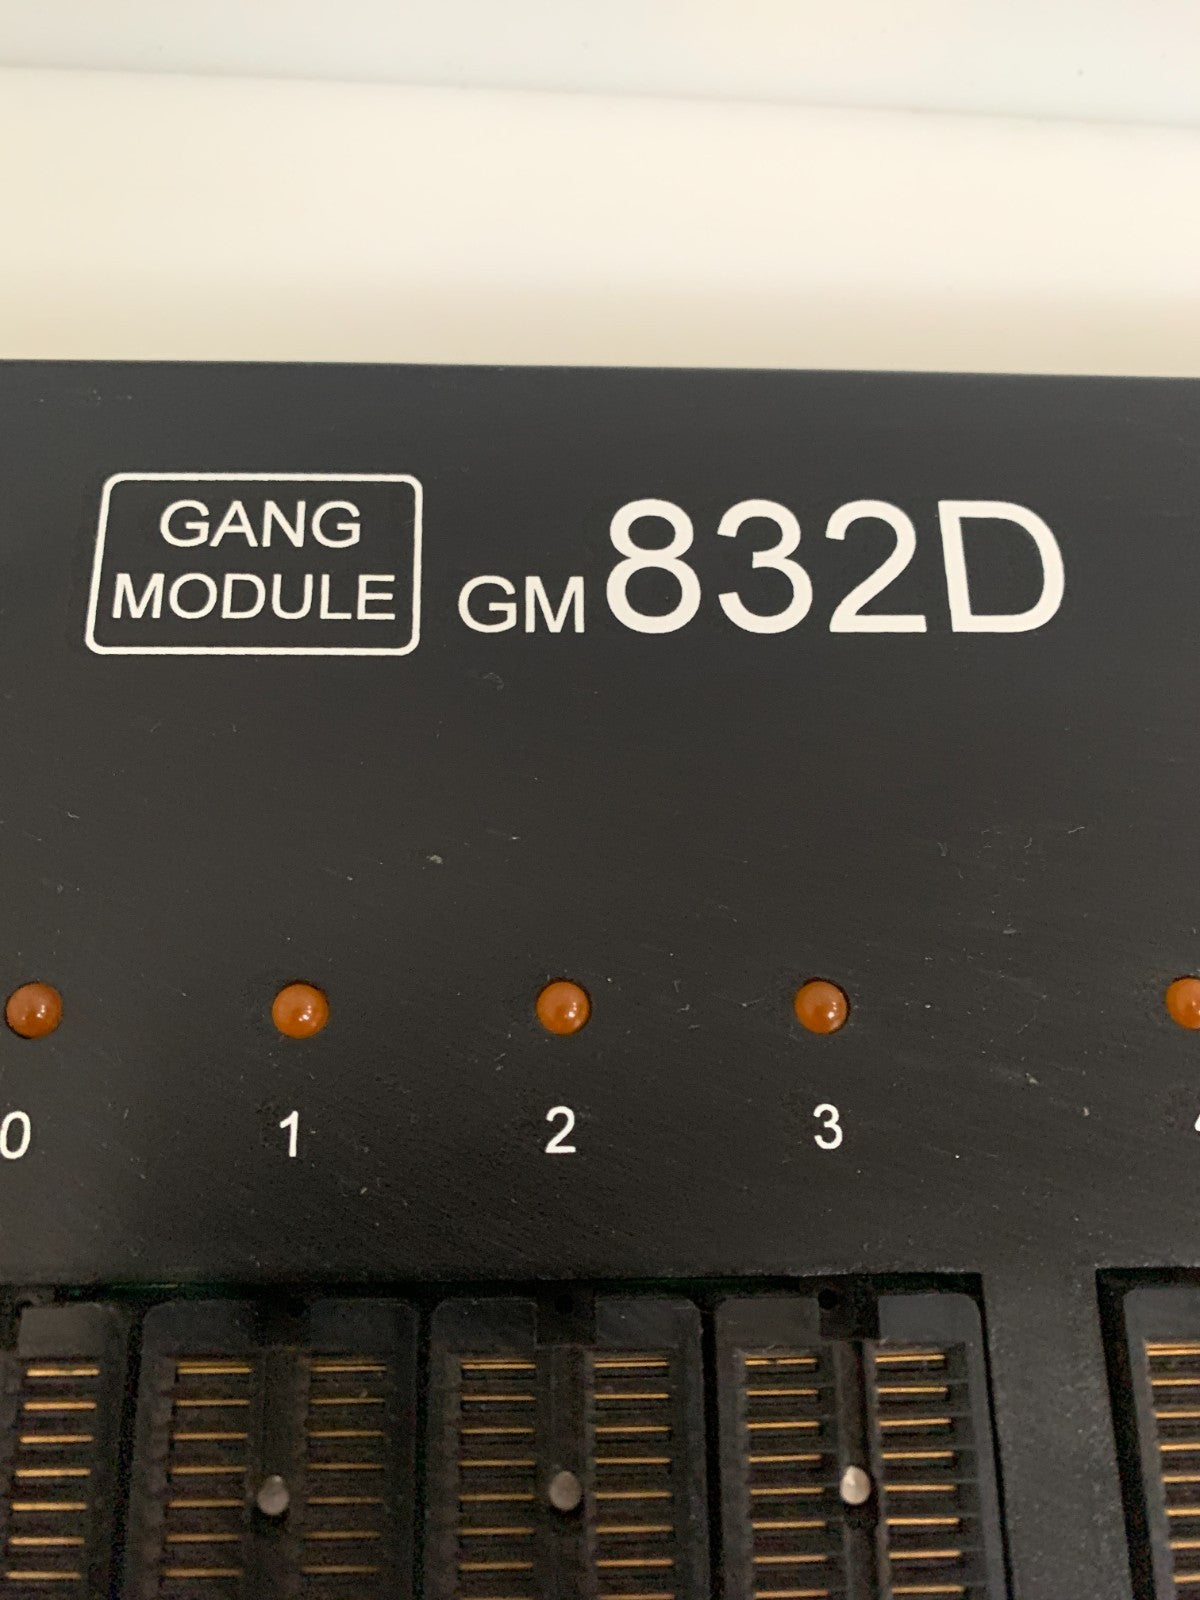 GANG
MODULE
GM832D
0 1 2 3